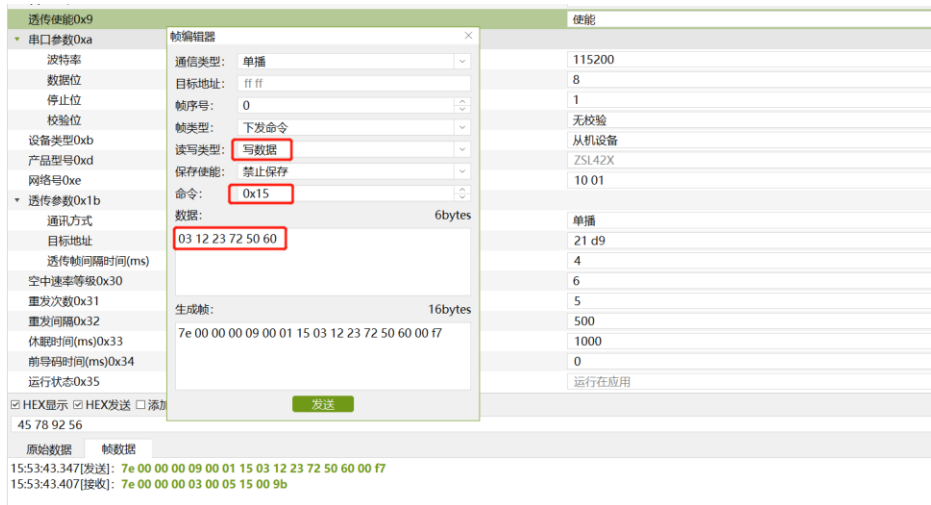 透传使能0x9 使能
串口参数0xa
波特率 115200
数据位 8
停止位 1
校验位 无校验
设备类型0xb 从机设备
产品型号0xd ZSL42X
网络号0xe 10 01
透传参数0x1b
通讯方式 单播
目标地址 21 d9
透传帧间隔时间(ms) 4
空中速率等级0x30 6
重发次数0x31 5
重发间隔0x32 500
休眠时间(ms)0x33 1000
前导码时间(ms)0x34 0
运行状态0x35 运行在应用
帧编辑器
通信类型: 单播
目标地址: ff ff
帧序号: 0
帧类型: 下发命令
读写类型: 写数据
保存使能: 禁止保存
命令: 0x15
数据: 6bytes
03 12 23 72 50 60
生成帧: 16bytes
7e 00 00 00 09 00 01 15 03 12 23 72 50 60 00 f7
发送
HEX显示 HEX发送 添加
45 78 92 56
原始数据 帧数据
15:53:43.347[发送]: 7e 00 00 00 09 00 01 15 03 12 23 72 50 60 00 f7
15:53:43.407[接收]: 7e 00 00 00 03 00 05 15 00 9b